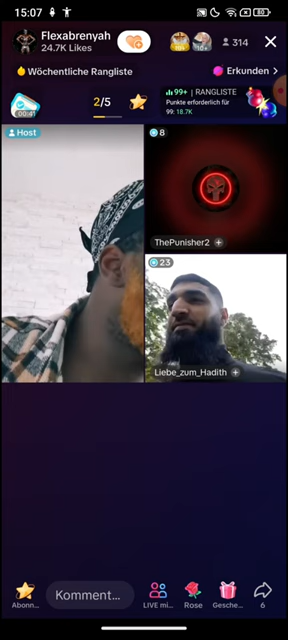 15:07
80
Flexabrenyah
24.7K Likes
314
Wöchentliche Rangliste
Erkunden >
00:41
2/5
99+ | RANGLISTE
Punkte erforderlich für
99: 18.7K
Host
8
ThePunisher2 +
23
Liebe_zum_Hadith +
Abonn...
Komment...
LIVE mi...
Rose
Gesche...
6